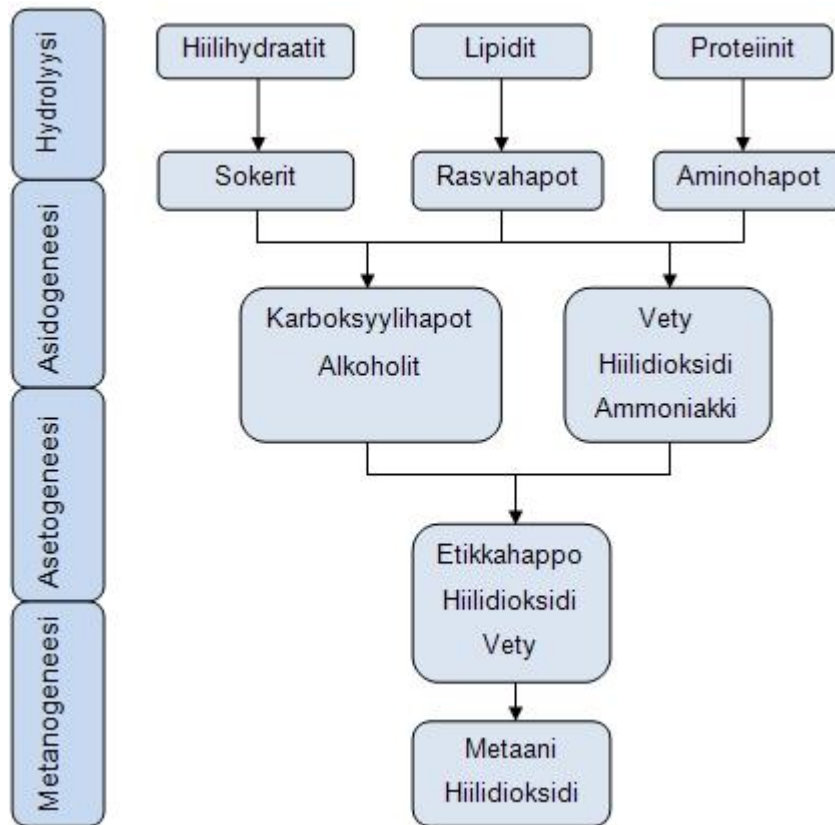 Hydrolyysi
Hiilihydraatit
Lipidit
Proteiinit
Sokerit
Rasvahapot
Aminohapot
Asidogeneesi
Karboksyylihapot
Alkoholit
Vety
Hiilidioksidi
Ammoniakki
Asetogeneesi
Etikkahappo
Hiilidioksidi
Vety
Metanogeneesi
Metaani
Hiilidioksidi